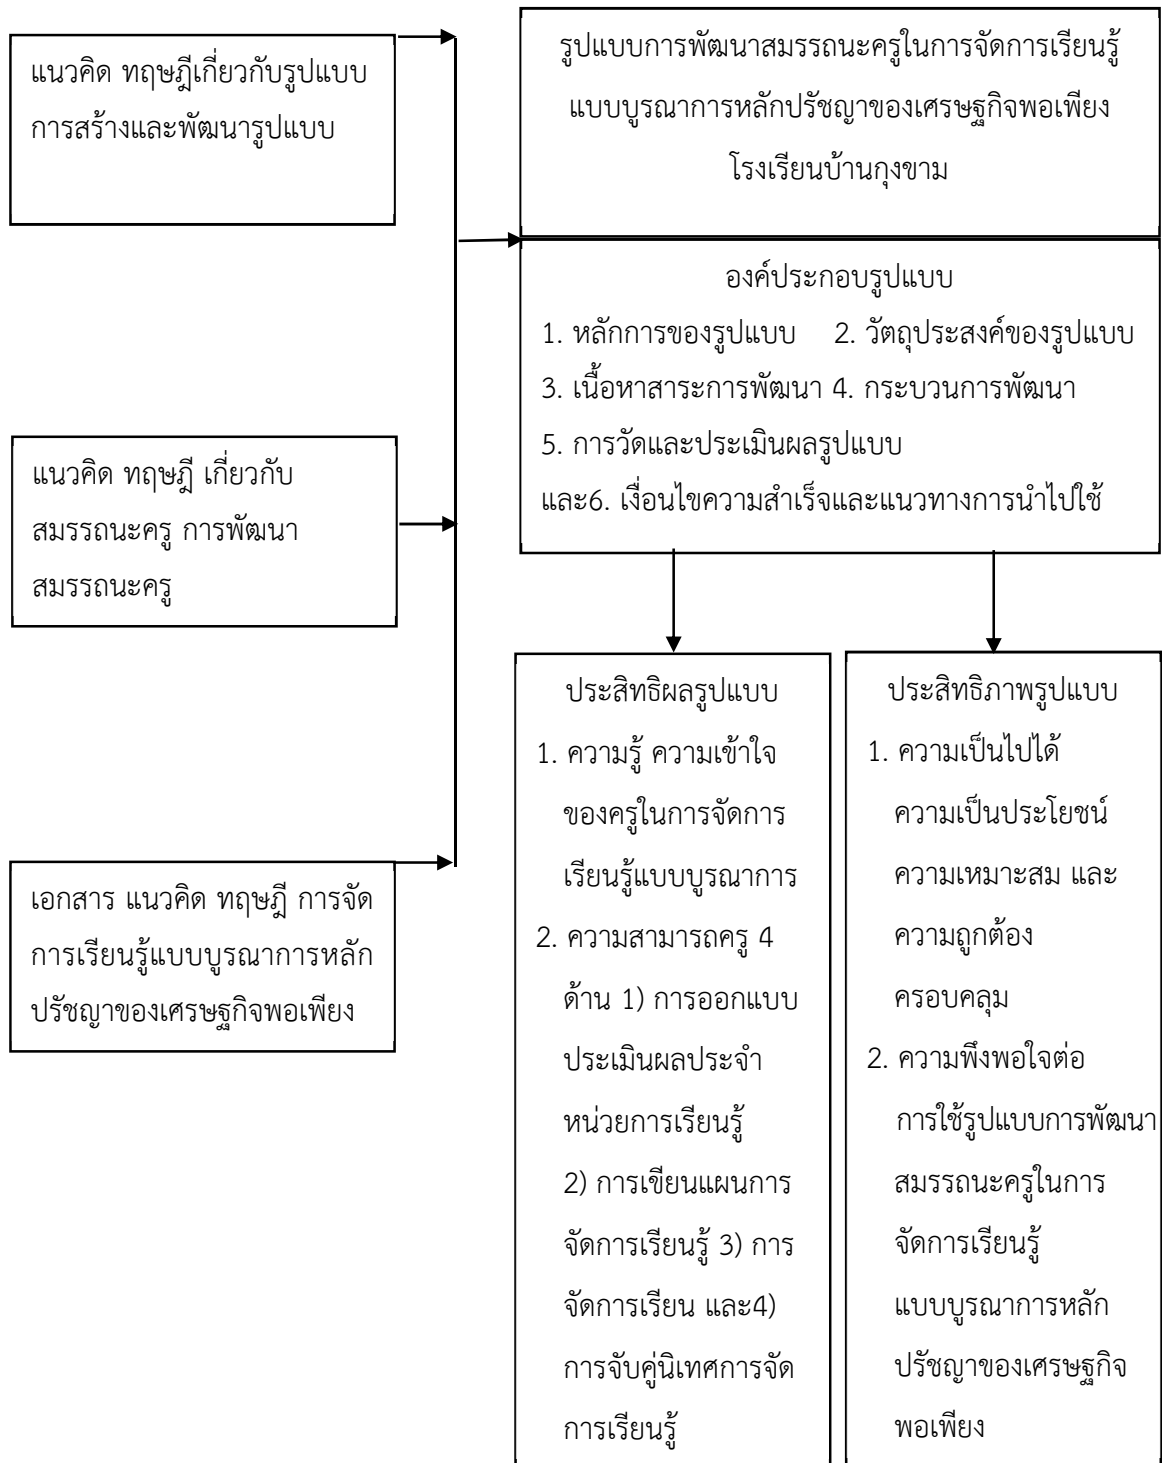 แนวคิด ทฤษฎีเกี่ยวกับรูปแบบ
การสร้างและพัฒนารูปแบบ
แนวคิด ทฤษฎี เกี่ยวกับ
สมรรถนะครู การพัฒนา
สมรรถนะครู
เอกสาร แนวคิด ทฤษฎี การจัด
การเรียนรู้แบบบูรณาการหลัก
ปรัชญาของเศรษฐกิจพอเพียง
รูปแบบการพัฒนาสมรรถนะครูในการจัดการเรียนรู้
แบบบูรณาการหลักปรัชญาของเศรษฐกิจพอเพียง
โรงเรียนบ้านกุงขาม
องค์ประกอบรูปแบบ
1. หลักการของรูปแบบ 2. วัตถุประสงค์ของรูปแบบ
3. เนื้อหาสาระการพัฒนา 4. กระบวนการพัฒนา
5. การวัดและประเมินผลรูปแบบ
และ6. เงื่อนไขความสำเร็จและแนวทางการนำไปใช้
ประสิทธิผลรูปแบบ
1. ความรู้ ความเข้าใจ
ของครูในการจัดการ
เรียนรู้แบบบูรณาการ
2. ความสามารถครู 4
ด้าน 1) การออกแบบ
ประเมินผลประจำ
หน่วยการเรียนรู้
2) การเขียนแผนการ
จัดการเรียนรู้ 3) การ
จัดการเรียน และ4)
การจับคู่นิเทศการจัด
การเรียนรู้
ประสิทธิภาพรูปแบบ
1. ความเป็นไปได้
ความเป็นประโยชน์
ความเหมาะสม และ
ความถูกต้อง
ครอบคลุม
2. ความพึงพอใจต่อ
การใช้รูปแบบการพัฒนา
สมรรถนะครูในการ
จัดการเรียนรู้
แบบบูรณาการหลัก
ปรัชญาของเศรษฐกิจ
พอเพียง